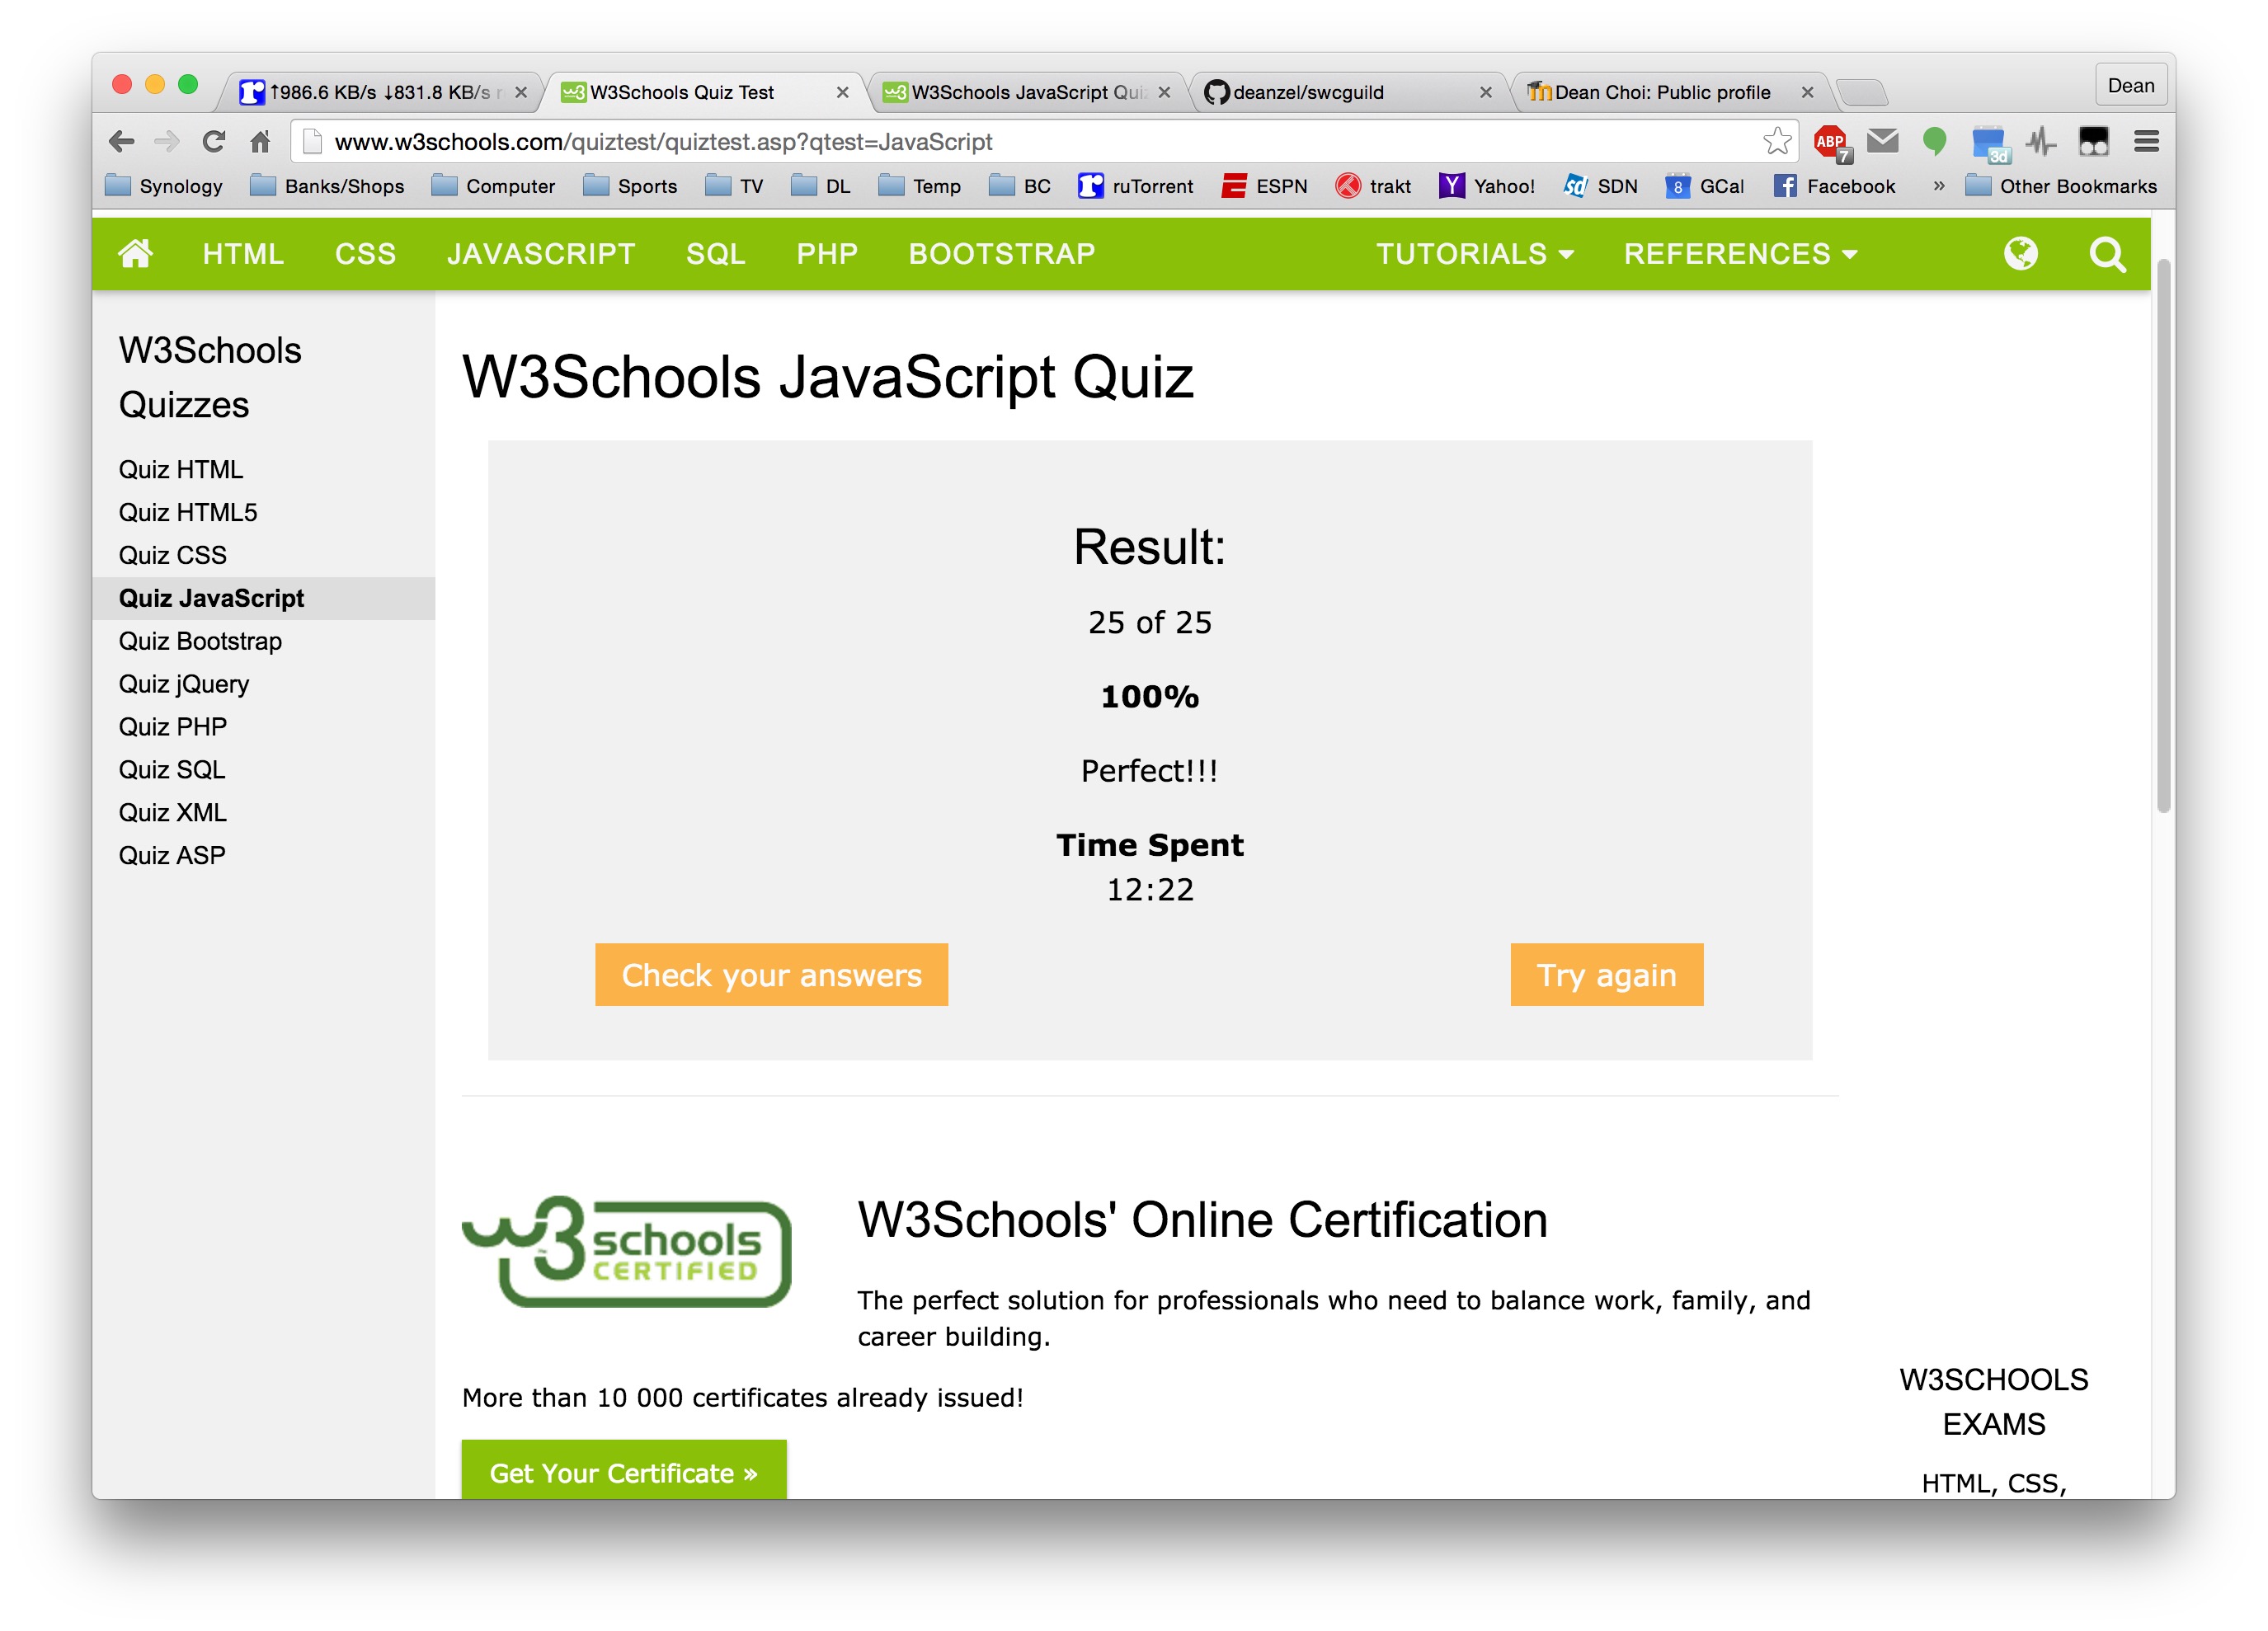 ↑986.6 KB/s ↓831.8 KB/s
W3Schools Quiz Test
W3Schools JavaScript Qui
deanzel/swcguild
Dean Choi: Public profile
Dean
www.w3schools.com/quiztest/quiztest.asp?qtest=JavaScript
ABP
7
3d
Synology
Banks/Shops
Computer
Sports
TV
DL
Temp
BC
ruTorrent
ESPN
trakt
Yahoo!
SDN
8
GCal
Facebook
»
Other Bookmarks
HTML
CSS
JAVASCRIPT
SQL
PHP
BOOTSTRAP
TUTORIALS
REFERENCES
W3Schools
Quizzes
Quiz HTML
Quiz HTML5
Quiz CSS
Quiz JavaScript
Quiz Bootstrap
Quiz jQuery
Quiz PHP
Quiz SQL
Quiz XML
Quiz ASP
W3Schools JavaScript Quiz
Result:
25 of 25
100%
Perfect!!!
Time Spent
12:22
Check your answers
Try again
w3schools
CERTIFIED
W3Schools' Online Certification
The perfect solution for professionals who need to balance work, family, and
career building.
More than 10 000 certificates already issued!
Get Your Certificate »
W3SCHOOLS
EXAMS
HTML, CSS,